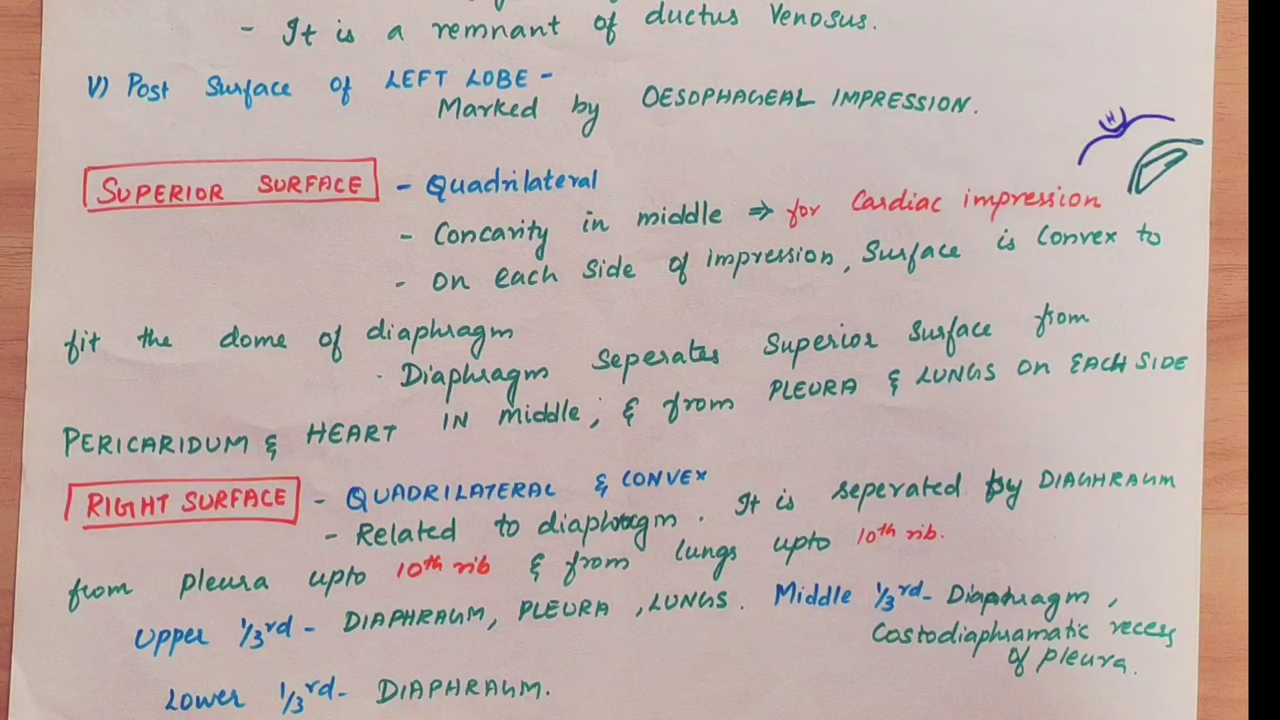 - It is a remnant of ductus Venosus.
V) Post Surface of LEFT LOBE -
Marked by OESOPHAGEAL IMPRESSION.
H
SUPERIOR SURFACE - Quadrilateral
- Concavity in middle ⇒ for Cardiac impression
- On each side of impression, Surface is Convex to
fit the dome of diaphragm
. Diaphragm seperates Superior Surface from
PERICARIDUM & HEART IN middle; & from PLEURA & LUNGS On EACH SIDE
RIGHT SURFACE - QUADRILATERAL & CONVEX
- Related to diaphragm. It is seperated by DIAGHRAGM
from pleura upto 10th rib & from lungs upto 10th rib.
Upper 1/3rd - DIAPHRAGM, PLEURA, LUNGS. Middle 1/3rd - Diaphragm,
Costodiaphramatic recess
of pleura.
Lower 1/3rd - DIAPHRAGM.